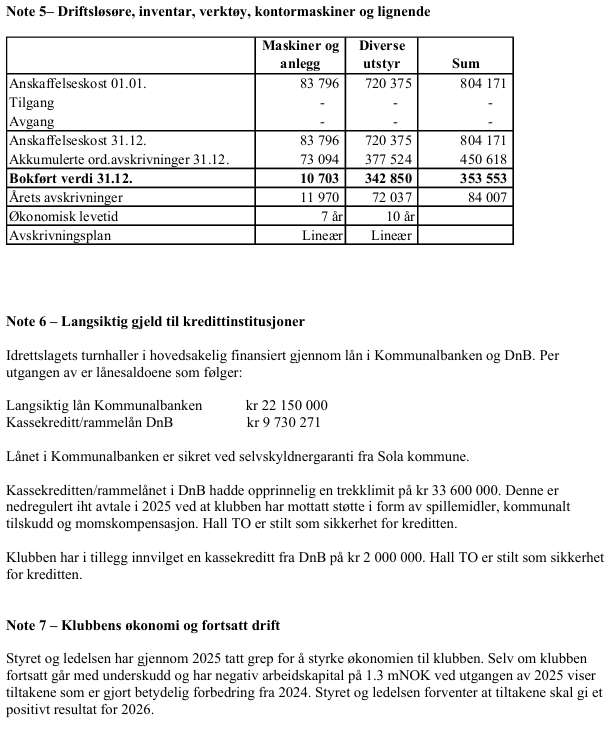 Note 5– Driftsløsøre, inventar, verktøy, kontormaskiner og lignende
Maskiner og anlegg Diverse utstyr Sum
Anskaffelseskost 01.01. 83 796 720 375 804 171
Tilgang - - -
Avgang - - -
Anskaffelseskost 31.12. 83 796 720 375 804 171
Akkumulerte ord.avskrivninger 31.12. 73 094 377 524 450 618
Bokført verdi 31.12. 10 703 342 850 353 553
Årets avskrivninger 11 970 72 037 84 007
Økonomisk levetid 7 år 10 år
Avskrivningsplan Lineær Lineær
Note 6 – Langsiktig gjeld til kredittinstitusjoner
Idrettslagets turnhaller i hovedsakelig finansiert gjennom lån i Kommunalbanken og DnB. Per
utgangen av er lånesaldoene som følger:
Langsiktig lån Kommunalbanken kr 22 150 000
Kassekreditt/rammelån DnB kr 9 730 271
Lånet i Kommunalbanken er sikret ved selvskyldnergaranti fra Sola kommune.
Kassekreditten/rammelånet i DnB hadde opprinnelig en trekklimit på kr 33 600 000. Denne er
nedregulert iht avtale i 2025 ved at klubben har mottatt støtte i form av spillemidler, kommunalt
tilskudd og momskompensasjon. Hall TO er stilt som sikkerhet for kreditten.
Klubben har i tillegg innvilget en kassekreditt fra DnB på kr 2 000 000. Hall TO er stilt som sikkerhet
for kreditten.
Note 7 – Klubbens økonomi og fortsatt drift
Styret og ledelsen har gjennom 2025 tatt grep for å styrke økonomien til klubben. Selv om klubben
fortsatt går med underskudd og har negativ arbeidskapital på 1.3 mNOK ved utgangen av 2025 viser
tiltakene som er gjort betydelig forbedring fra 2024. Styret og ledelsen forventer at tiltakene skal gi et
positivt resultat for 2026.